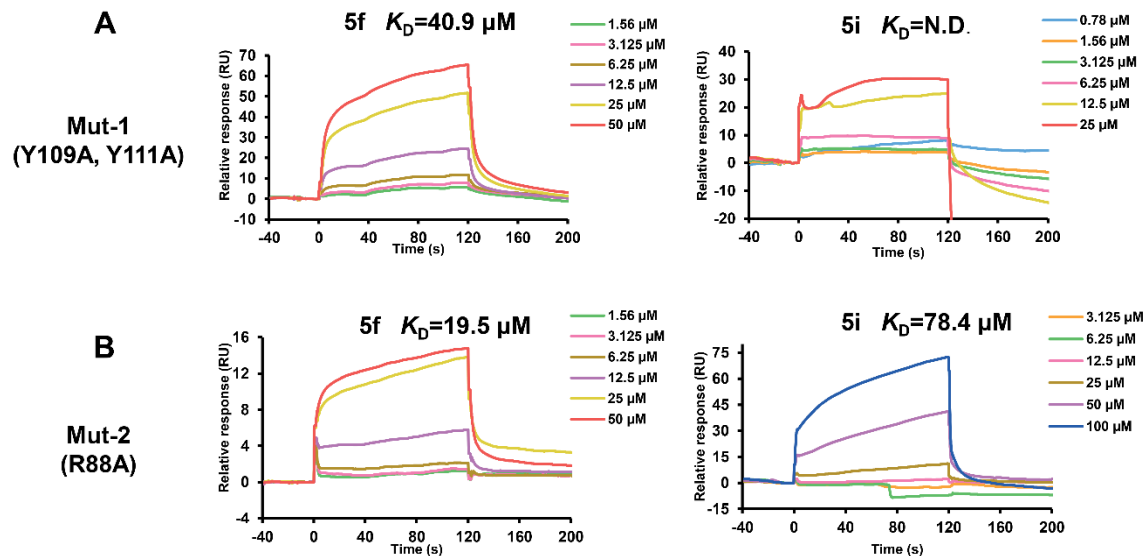 A
Mut-1
(Y109A, Y111A)
5f KD=40.9 µM
Relative response (RU)
70
60
50
40
30
20
10
0
-10
-40 0 40 80 120 160 200
Time (s)
1.56 µM
3.125 µM
6.25 µM
12.5 µM
25 µM
50 µM
5i KD=N.D.
Relative response (RU)
40
30
20
10
0
-10
-20
-40 0 40 80 120 160 200
Time (s)
0.78 µM
1.56 µM
3.125 µM
6.25 µM
12.5 µM
25 µM
B
Mut-2
(R88A)
5f KD=19.5 µM
Relative response (RU)
16
12
8
4
0
-4
-40 0 40 80 120 160 200
Time (s)
1.56 µM
3.125 µM
6.25 µM
12.5 µM
25 µM
50 µM
5i KD=78.4 µM
Relative response (RU)
75
60
45
30
15
0
-15
-40 0 40 80 120 160 200
Time (s)
3.125 µM
6.25 µM
12.5 µM
25 µM
50 µM
100 µM